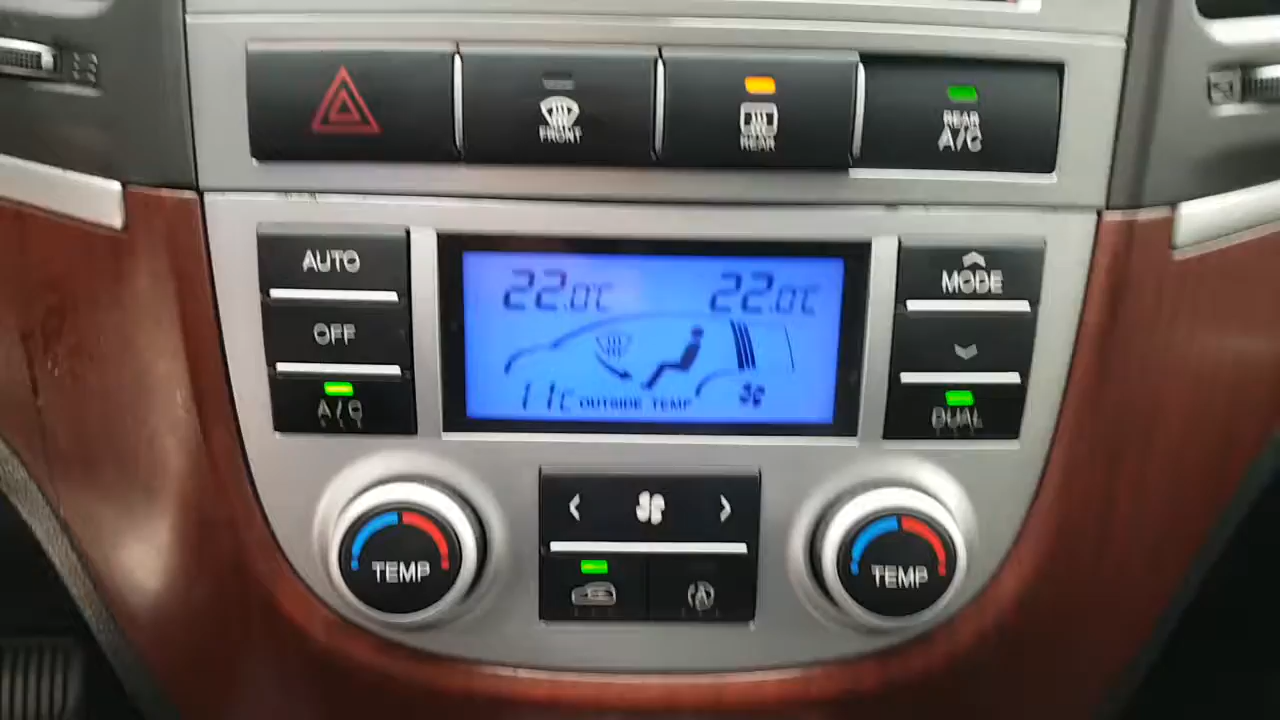 FRONT
REAR
REAR
A/C
AUTO
22.0℃
22.0℃
MODE
OFF
11℃ OUTSIDE TEMP
A/C
DUAL
TEMP
TEMP